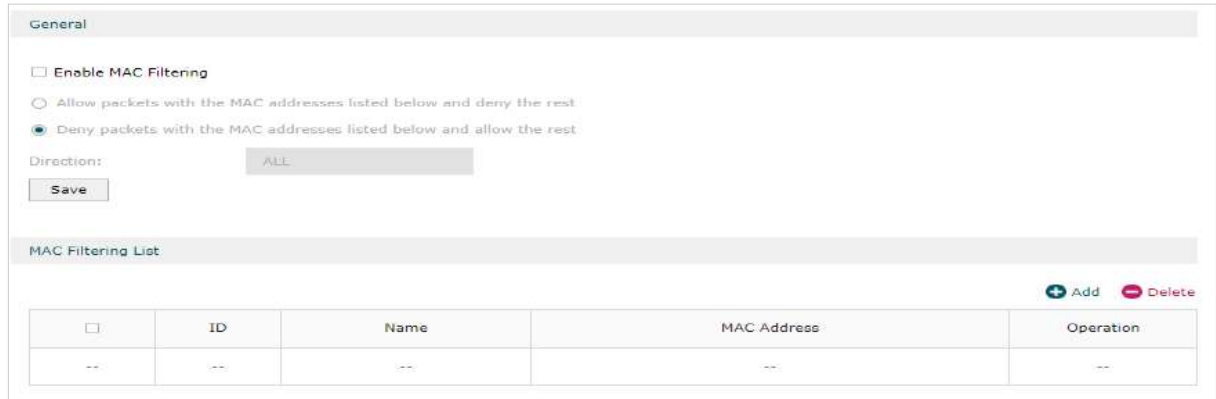 General
Enable MAC Filtering
Allow packets with the MAC addresses listed below and deny the rest
Deny packets with the MAC addresses listed below and allow the rest
Direction: ALL
Save
MAC Filtering List
Add Delete
ID Name MAC Address Operation
-- -- -- -- --